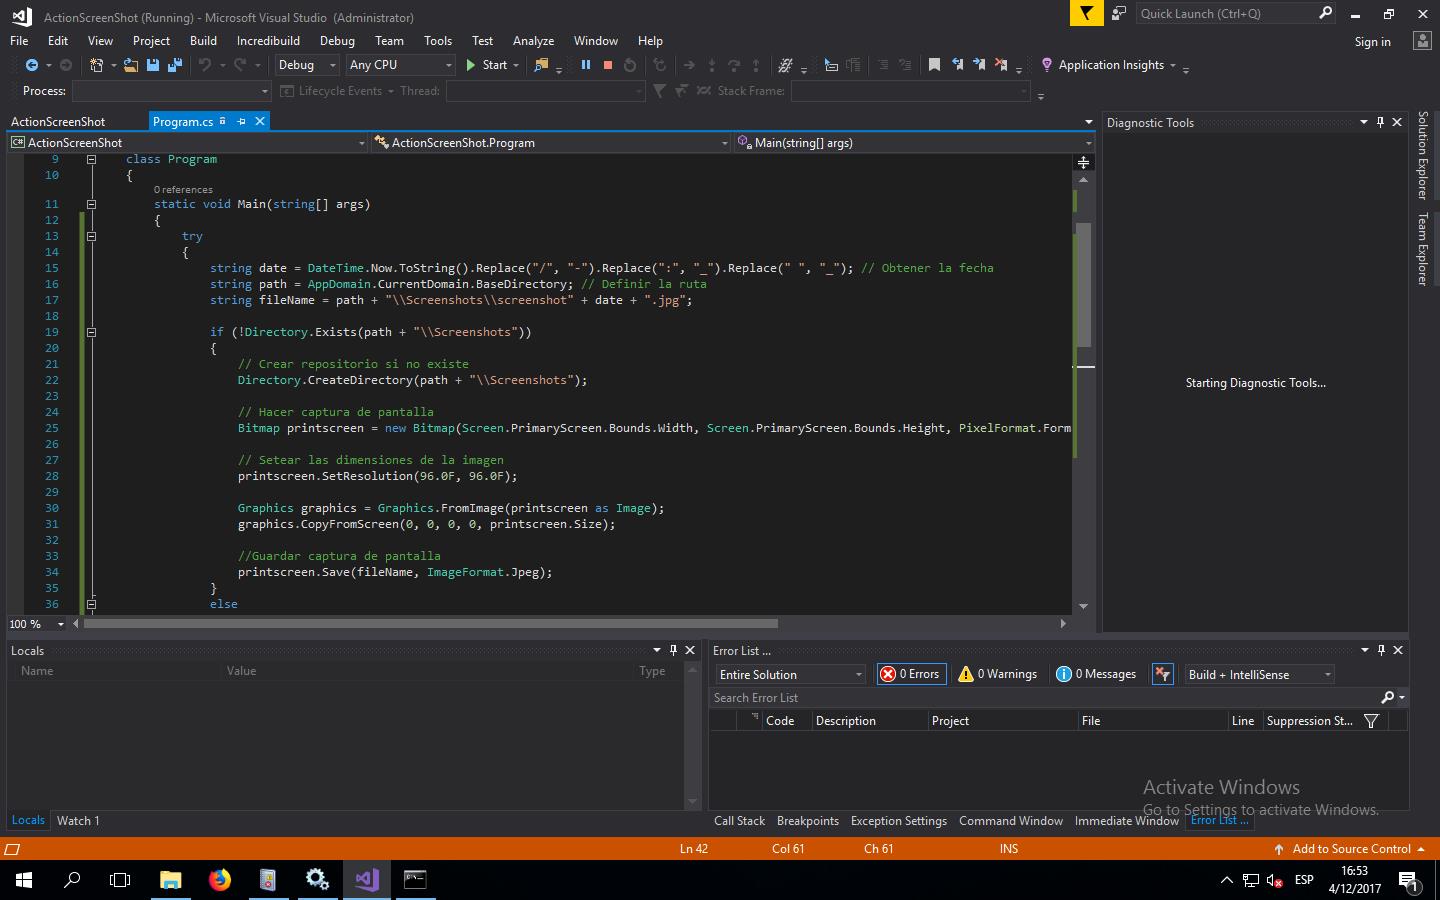 ActionScreenShot (Running) - Microsoft Visual Studio (Administrator)
Quick Launch (Ctrl+Q)
File Edit View Project Build Incredibuild Debug Team Tools Test Analyze Window Help
Sign in
Debug Any CPU Start Application Insights
Process: Lifecycle Events Thread: Stack Frame:
ActionScreenShot Program.cs
Diagnostic Tools
ActionScreenShot ActionScreenShot.Program Main(string[] args)
Solution Explorer
Team Explorer
9 class Program
10 {
0 references
11 static void Main(string[] args)
12 {
13 try
14 {
15 string date = DateTime.Now.ToString().Replace("/", "-").Replace(":", "_").Replace(" ", "_"); // Obtener la fecha
16 string path = AppDomain.CurrentDomain.BaseDirectory; // Definir la ruta
17 string fileName = path + "\\Screenshots\\screenshot" + date + ".jpg";
18
19 if (!Directory.Exists(path + "\\Screenshots"))
20 {
21 // Crear repositorio si no existe
22 Directory.CreateDirectory(path + "\\Screenshots");
23
24 // Hacer captura de pantalla
25 Bitmap printscreen = new Bitmap(Screen.PrimaryScreen.Bounds.Width, Screen.PrimaryScreen.Bounds.Height, PixelFormat.Form
26
27 // Setear las dimensiones de la imagen
28 printscreen.SetResolution(96.0F, 96.0F);
29
30 Graphics graphics = Graphics.FromImage(printscreen as Image);
31 graphics.CopyFromScreen(0, 0, 0, 0, printscreen.Size);
32
33 //Guardar captura de pantalla
34 printscreen.Save(fileName, ImageFormat.Jpeg);
35 }
36 else
Starting Diagnostic Tools...
100 %
Locals
Name Value Type
Locals Watch 1
Error List ...
Entire Solution 0 Errors 0 Warnings 0 Messages Build + IntelliSense
Search Error List
Code Description Project File Line Suppression St...
Activate Windows
Go to Settings to activate Windows.
Call Stack Breakpoints Exception Settings Command Window Immediate Window Error List ...
Ln 42 Col 61 Ch 61 INS Add to Source Control
ESP
16:53
4/12/2017
1